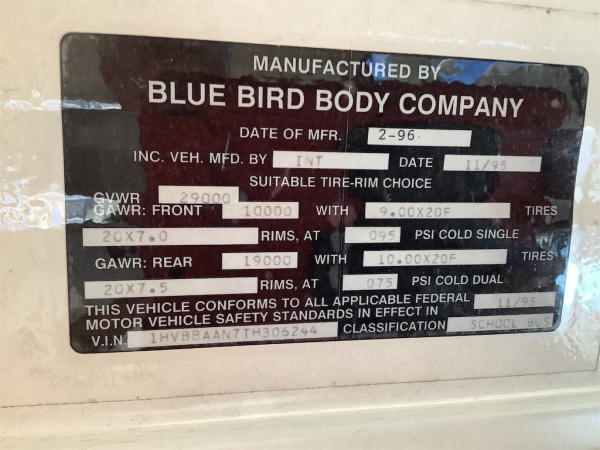 MANUFACTURED BY
BLUE BIRD BODY COMPANY
DATE OF MFR. 2-96
INC. VEH. MFD. BY INT DATE 11/95
SUITABLE TIRE-RIM CHOICE
GVWR 29000
GAWR: FRONT 10000 WITH 9.00X20F TIRES
20X7.0 RIMS, AT 095 PSI COLD SINGLE
GAWR: REAR 19000 WITH 10.00X20F TIRES
20X7.5 RIMS, AT 075 PSI COLD DUAL
THIS VEHICLE CONFORMS TO ALL APPLICABLE FEDERAL
MOTOR VEHICLE SAFETY STANDARDS IN EFFECT IN 11/95
V.I.N. 1HVBBAAN7TH306244 CLASSIFICATION SCHOOL BUS